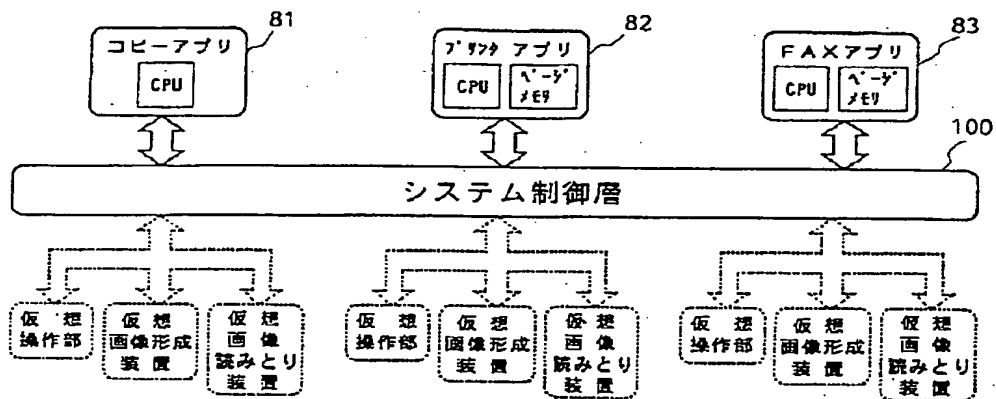 81
コピーアプリ
CPU
82
プリンタ アプリ
CPU
ページ
メモリ
83
FAXアプリ
CPU
ページ
メモリ
100
システム制御層
仮想
操作部
仮想
画像形成
装置
仮想
画像
読みとり
装置
仮想
操作部
仮想
画像形成
装置
仮想
画像
読みとり
装置
仮想
操作部
仮想
画像形成
装置
仮想
画像
読みとり
装置